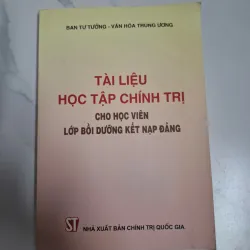 BAN TƯ TƯỞNG - VĂN HÓA TRUNG ƯƠNG
TÀI LIỆU
HỌC TẬP CHÍNH TRỊ
CHO HỌC VIÊN
LỚP BỒI DƯỠNG KẾT NẠP ĐẢNG
ST NHÀ XUẤT BẢN CHÍNH TRỊ QUỐC GIA